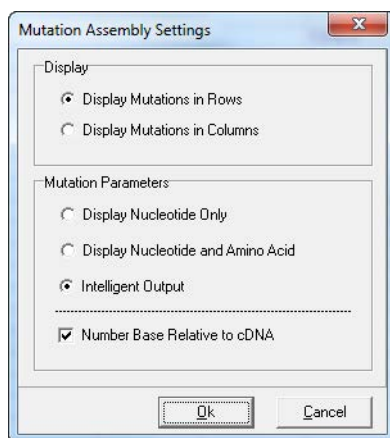 Mutation Assembly Settings
Display
Display Mutations in Rows
Display Mutations in Columns
Mutation Parameters
Display Nucleotide Only
Display Nucleotide and Amino Acid
Intelligent Output
Number Base Relative to cDNA
Ok
Cancel